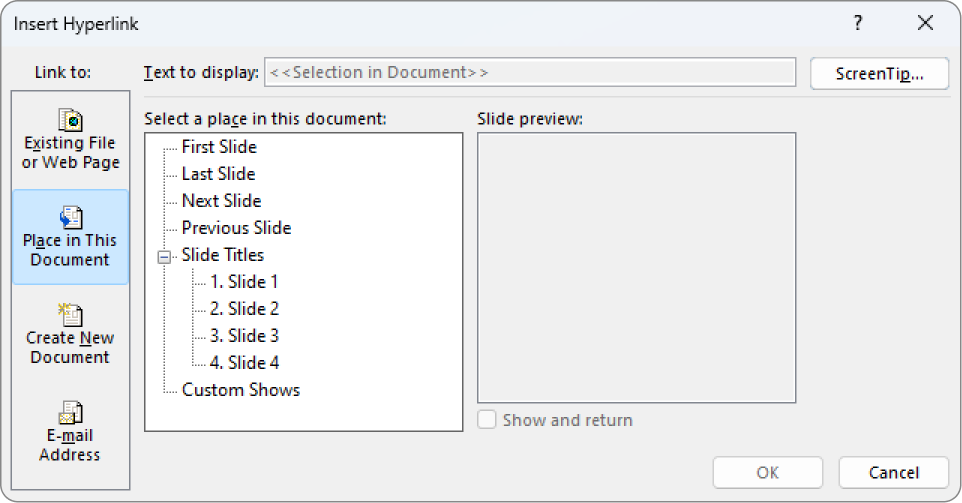 Insert Hyperlink ?
Link to:
Text to display: <<Selection in Document>> ScreenTip...
Existing File
or Web Page
Place in This
Document
Create New
Document
E-mail
Address
Select a place in this document:
First Slide
Last Slide
Next Slide
Previous Slide
Slide Titles
1. Slide 1
2. Slide 2
3. Slide 3
4. Slide 4
Custom Shows
Slide preview:
Show and return
OK Cancel